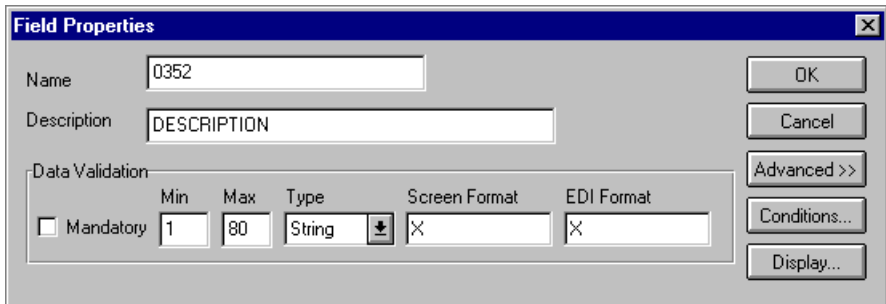 Field Properties
Name 0352 OK
Description DESCRIPTION Cancel
Data Validation Advanced >>
Min Max Type Screen Format EDI Format
Mandatory 1 80 String X X Conditions...
Display...